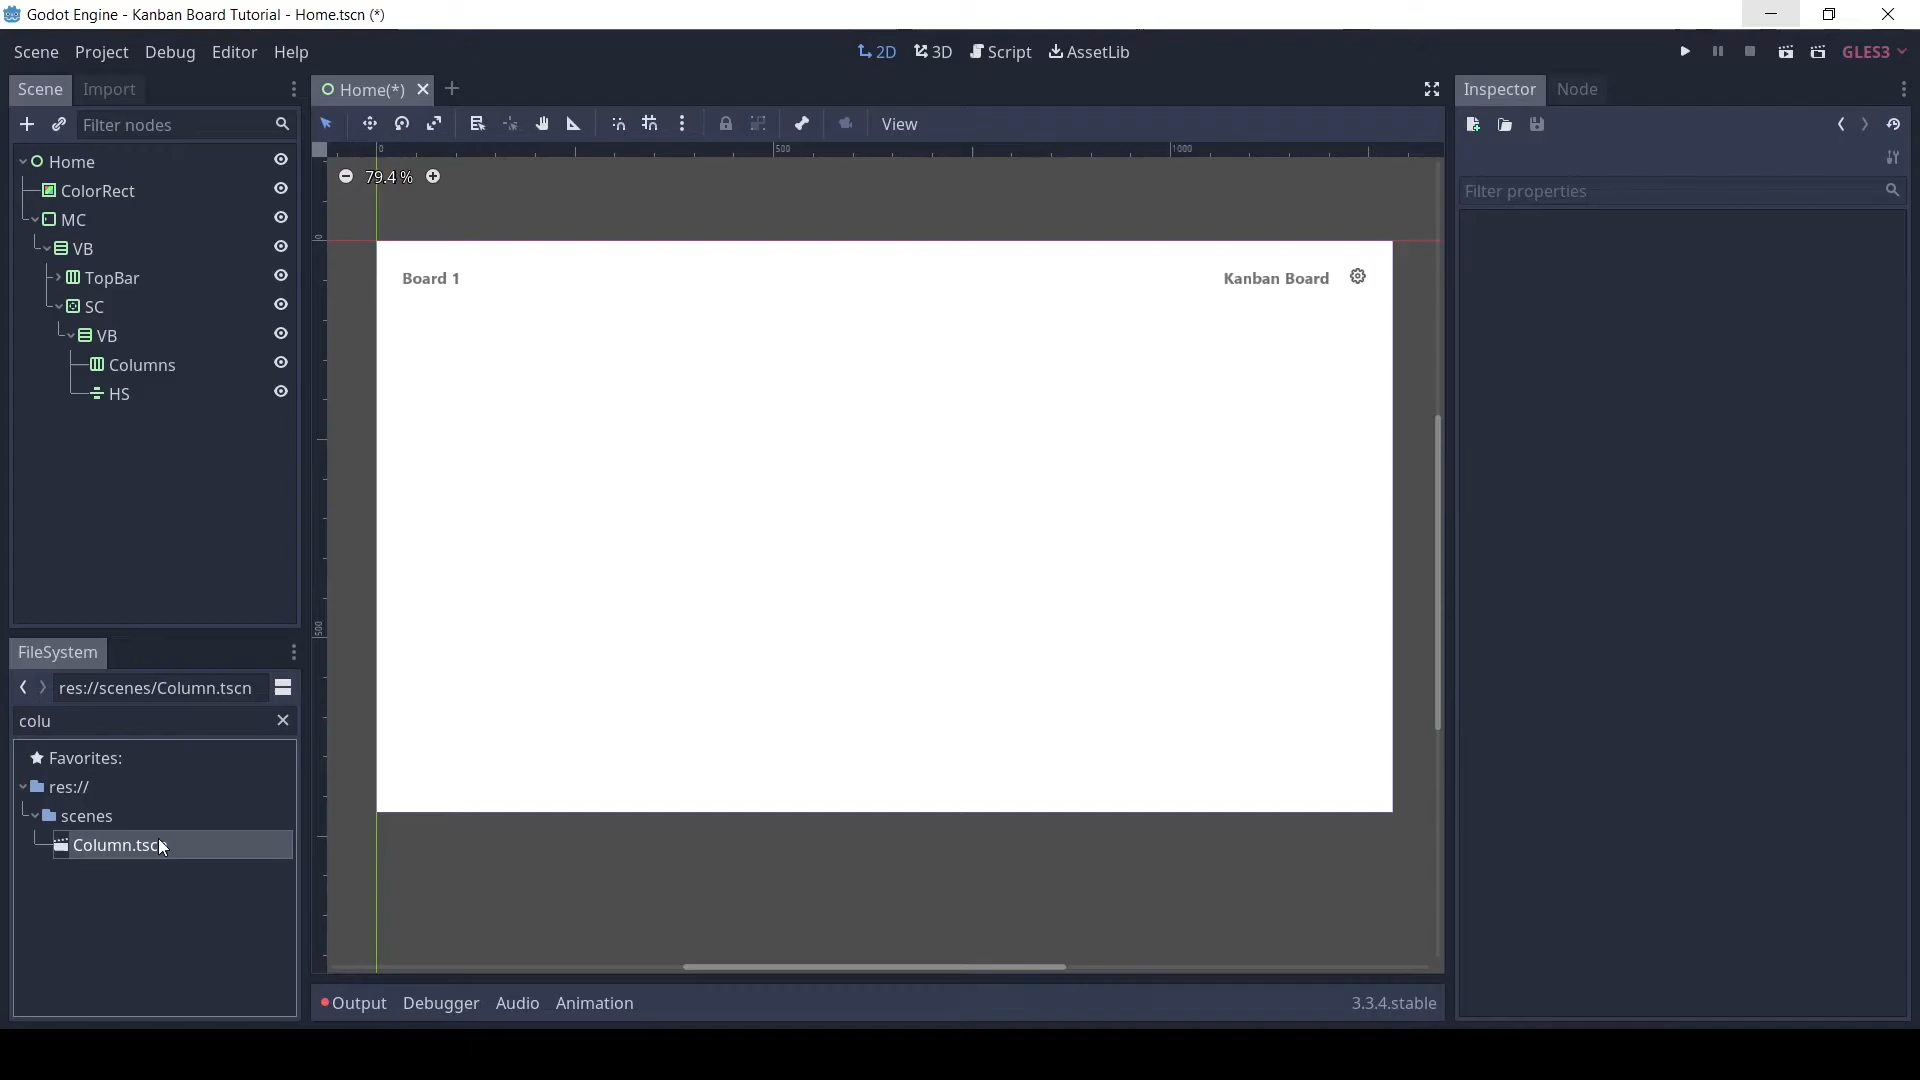 Godot Engine - Kanban Board Tutorial - Home.tscn (*)
Scene Project Debug Editor Help
2D 3D Script AssetLib
GLES3
Scene Import
Home(*)
Inspector Node
Filter nodes
View
Filter properties
79.4 %
0 500 1000
0
500
Home
ColorRect
MC
VB
TopBar
SC
VB
Columns
HS
Board 1
Kanban Board
FileSystem
res://scenes/Column.tscn
colu
Favorites:
res://
scenes
Column.tscn
Output Debugger Audio Animation
3.3.4.stable